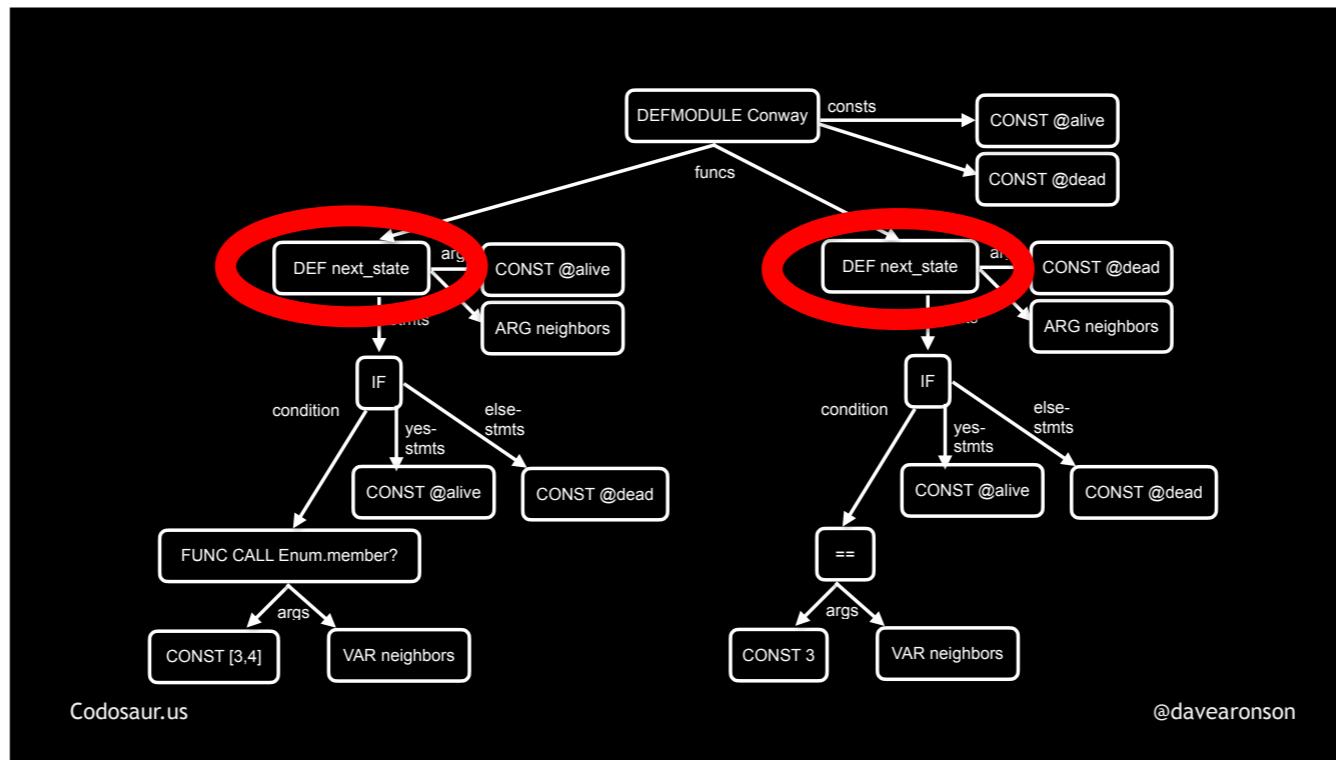 DEFMODULE Conway
consts
CONST @alive
CONST @dead
funcs
DEF next_state
CONST @alive
ARG neighbors
DEF next_state
CONST @dead
ARG neighbors
IF
condition
yes-
stmts
else-
stmts
CONST @alive
CONST @dead
IF
condition
yes-
stmts
else-
stmts
CONST @alive
CONST @dead
FUNC CALL Enum.member?
args
CONST [3,4]
VAR neighbors
==
args
CONST 3
VAR neighbors
Codosaur.us
@davearonson